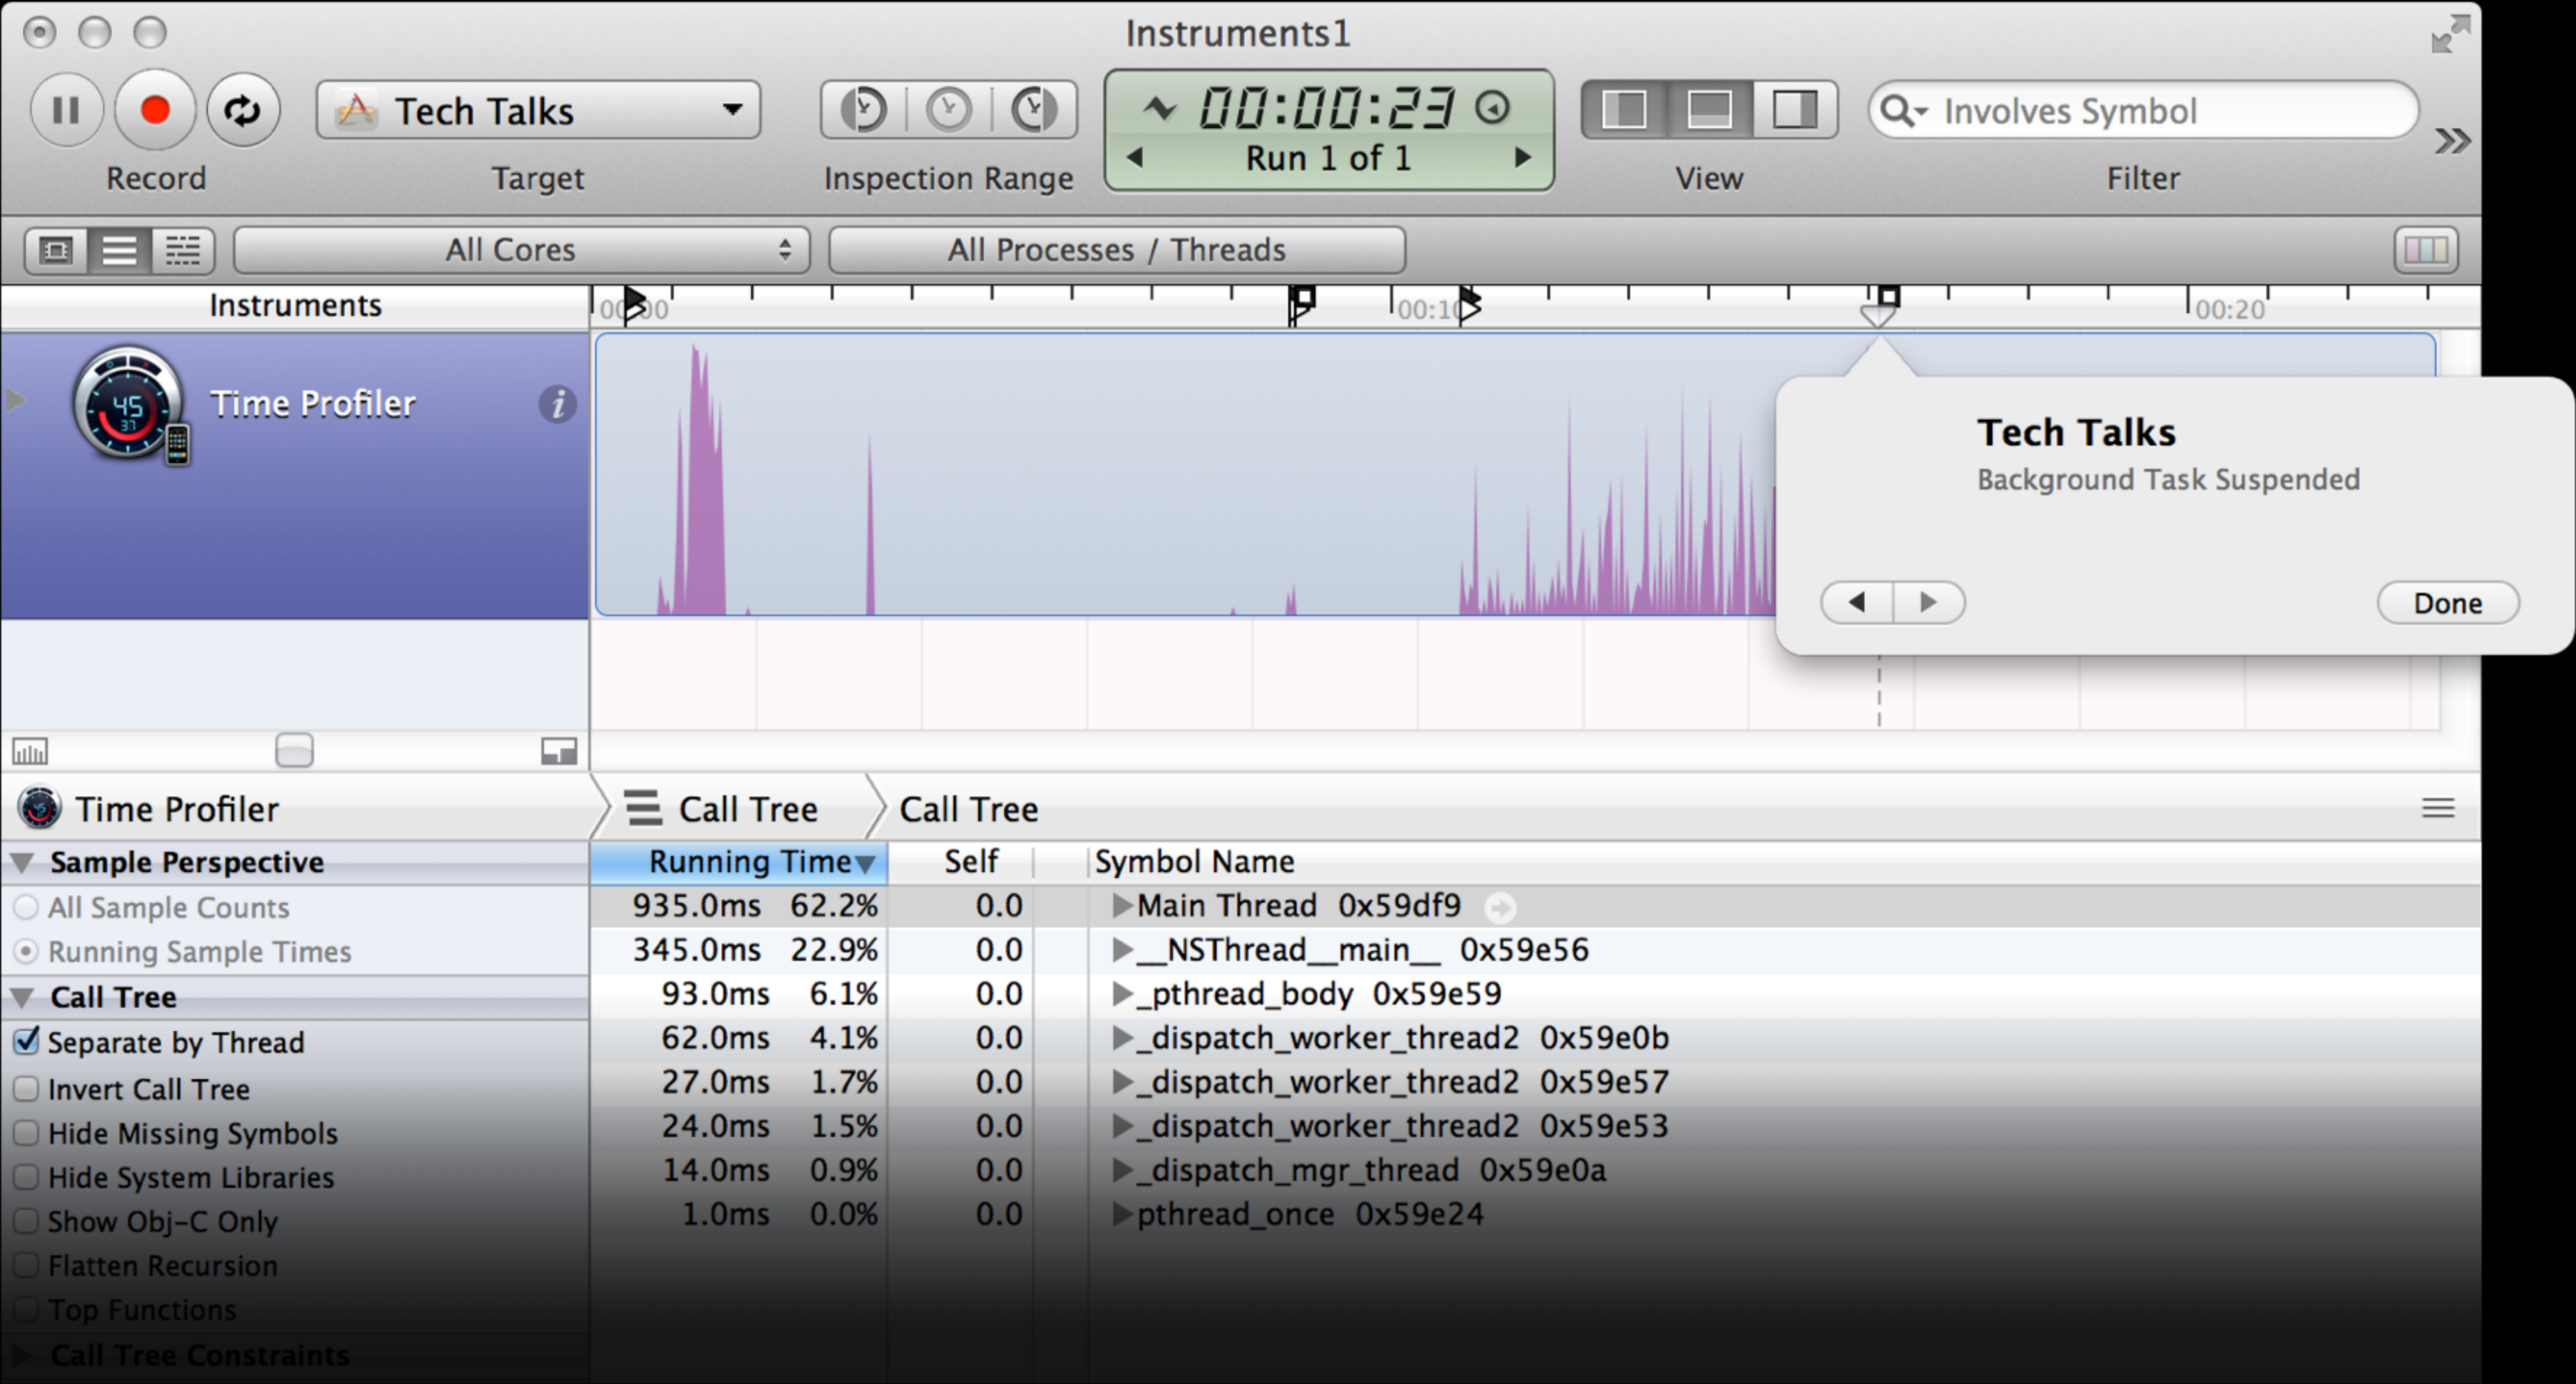 Instruments1
Tech Talks
00:00:23
Involves Symbol
Run 1 of 1
Record
Target
Inspection Range
View
Filter
All Cores
All Processes / Threads
Instruments
00:00
00:10
00:20
45
37
Time Profiler
Tech Talks
Background Task Suspended
Done
Time Profiler
Call Tree
Call Tree
Sample Perspective
Running Time
Self
Symbol Name
All Sample Counts
935.0ms 62.2% 0.0 Main Thread 0x59df9
Running Sample Times
345.0ms 22.9% 0.0 __NSThread__main__ 0x59e56
Call Tree
93.0ms 6.1% 0.0 _pthread_body 0x59e59
Separate by Thread
62.0ms 4.1% 0.0 _dispatch_worker_thread2 0x59e0b
Invert Call Tree
27.0ms 1.7% 0.0 _dispatch_worker_thread2 0x59e57
Hide Missing Symbols
24.0ms 1.5% 0.0 _dispatch_worker_thread2 0x59e53
Hide System Libraries
14.0ms 0.9% 0.0 _dispatch_mgr_thread 0x59e0a
Show Obj-C Only
1.0ms 0.0% 0.0 pthread_once 0x59e24
Flatten Recursion
Top Functions
Call Tree Constraints